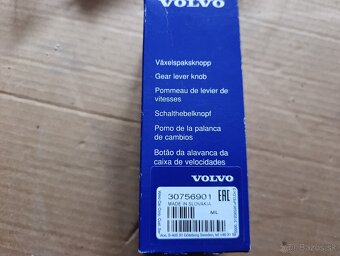 VOLVO
Växelspaksknopp
Gear lever knob
Pommeau de levier de
vitesses
Schalthebelknopf
Pomo de la palanca
de cambios
Botão da alavanca da
caixa de velocidades
VOLVO
30756901
EAC
MADE IN SLOVAKIA